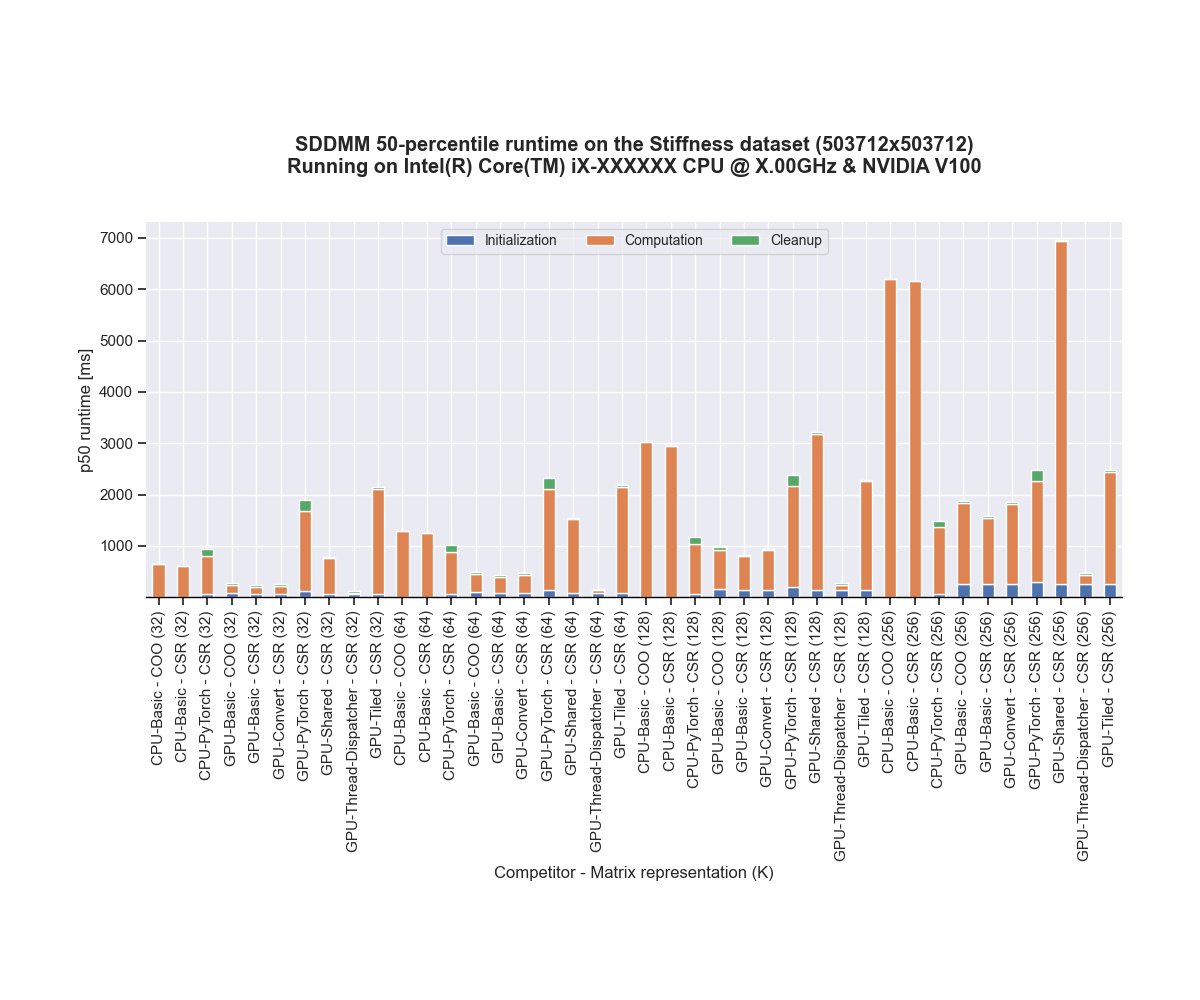 SDDMM 50-percentile runtime on the Stiffness dataset (503712x503712)
Running on Intel(R) Core(TM) iX-XXXXXX CPU @ X.00GHz & NVIDIA V100
Initialization Computation Cleanup
p50 runtime [ms]
7000
6000
5000
4000
3000
2000
1000
CPU-Basic - COO (32)
CPU-Basic - CSR (32)
CPU-PyTorch - CSR (32)
GPU-Basic - COO (32)
GPU-Basic - CSR (32)
GPU-Convert - CSR (32)
GPU-PyTorch - CSR (32)
GPU-Shared - CSR (32)
GPU-Thread-Dispatcher - CSR (32)
GPU-Tiled - CSR (32)
CPU-Basic - COO (64)
CPU-Basic - CSR (64)
CPU-PyTorch - CSR (64)
GPU-Basic - COO (64)
GPU-Basic - CSR (64)
GPU-Convert - CSR (64)
GPU-PyTorch - CSR (64)
GPU-Shared - CSR (64)
GPU-Thread-Dispatcher - CSR (64)
GPU-Tiled - CSR (64)
CPU-Basic - COO (128)
CPU-Basic - CSR (128)
CPU-PyTorch - CSR (128)
GPU-Basic - COO (128)
GPU-Basic - CSR (128)
GPU-Convert - CSR (128)
GPU-PyTorch - CSR (128)
GPU-Shared - CSR (128)
GPU-Thread-Dispatcher - CSR (128)
GPU-Tiled - CSR (128)
CPU-Basic - COO (256)
CPU-Basic - CSR (256)
CPU-PyTorch - CSR (256)
GPU-Basic - COO (256)
GPU-Basic - CSR (256)
GPU-Convert - CSR (256)
GPU-PyTorch - CSR (256)
GPU-Shared - CSR (256)
GPU-Thread-Dispatcher - CSR (256)
GPU-Tiled - CSR (256)
Competitor - Matrix representation (K)